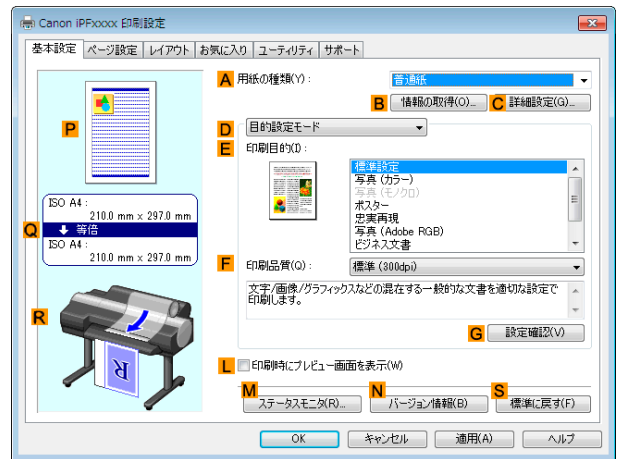 Canon iPFxxxx 印刷設定
基本設定 ページ設定 レイアウト お気に入り ユーティリティ サポート
A 用紙の種類(Y): 普通紙
B 情報の取得(O)... C 詳細設定(G)...
P
D 目的設定モード
E 印刷目的(I):
標準設定
写真 (カラー)
写真 (モノクロ)
ポスター
忠実再現
写真 (Adobe RGB)
ビジネス文書
ISO A4 :
210.0 mm x 297.0 mm
Q 等倍
ISO A4 :
210.0 mm x 297.0 mm
F 印刷品質(Q): 標準 (300dpi)
文字/画像/グラフィックスなどの混在する一般的な文書を適切な設定で
印刷します。
R
G 設定確認(V)
R
L 印刷時にプレビュー画面を表示(W)
M ステータスモニタ(R)... N バージョン情報(B) S 標準に戻す(F)
OK キャンセル 適用(A) ヘルプ